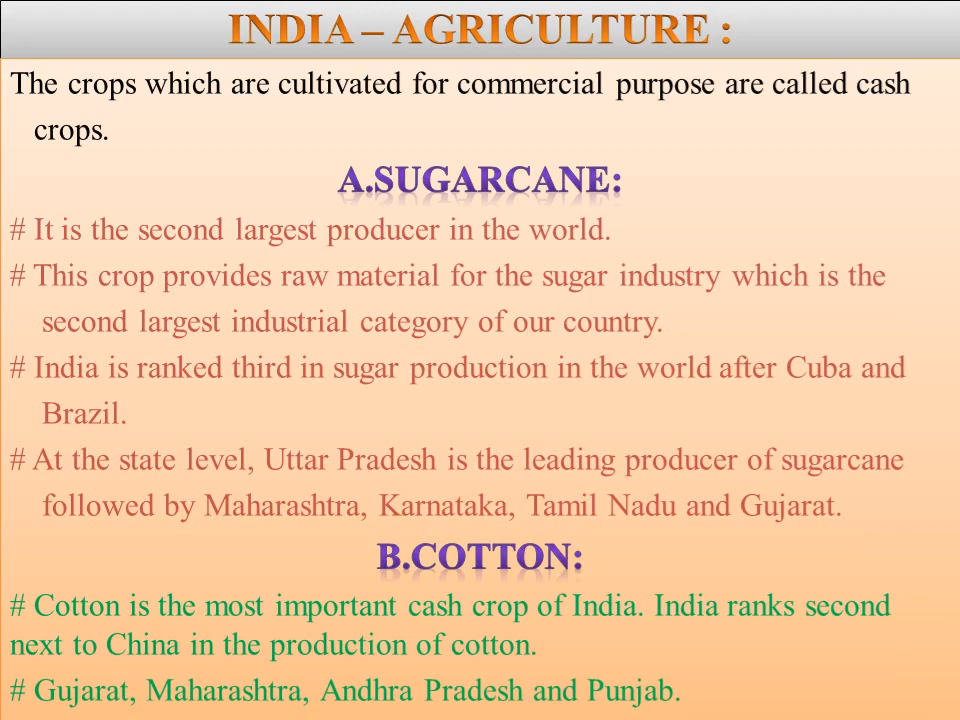 INDIA – AGRICULTURE :
The crops which are cultivated for commercial purpose are called cash
crops.
A.SUGARCANE:
# It is the second largest producer in the world.
# This crop provides raw material for the sugar industry which is the
second largest industrial category of our country.
# India is ranked third in sugar production in the world after Cuba and
Brazil.
# At the state level, Uttar Pradesh is the leading producer of sugarcane
followed by Maharashtra, Karnataka, Tamil Nadu and Gujarat.
B.COTTON:
# Cotton is the most important cash crop of India. India ranks second
next to China in the production of cotton.
# Gujarat, Maharashtra, Andhra Pradesh and Punjab.